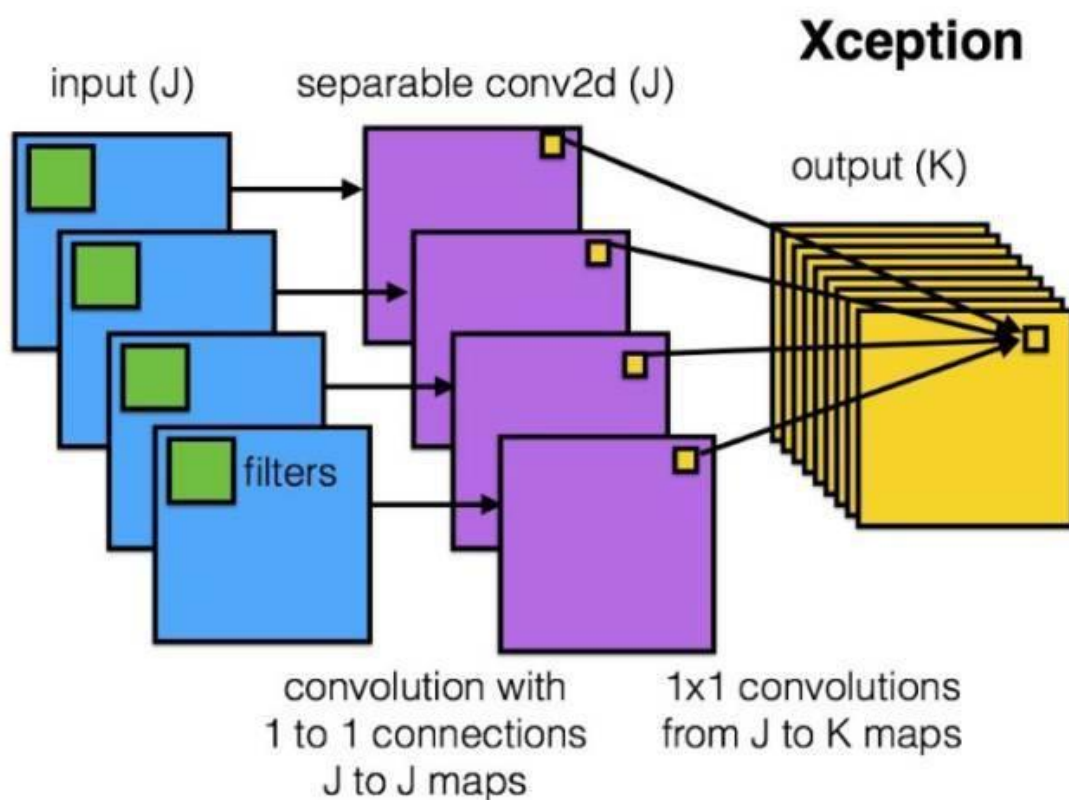 Xception
input (J)
separable conv2d (J)
output (K)
filters
convolution with
1 to 1 connections
J to J maps
1x1 convolutions
from J to K maps